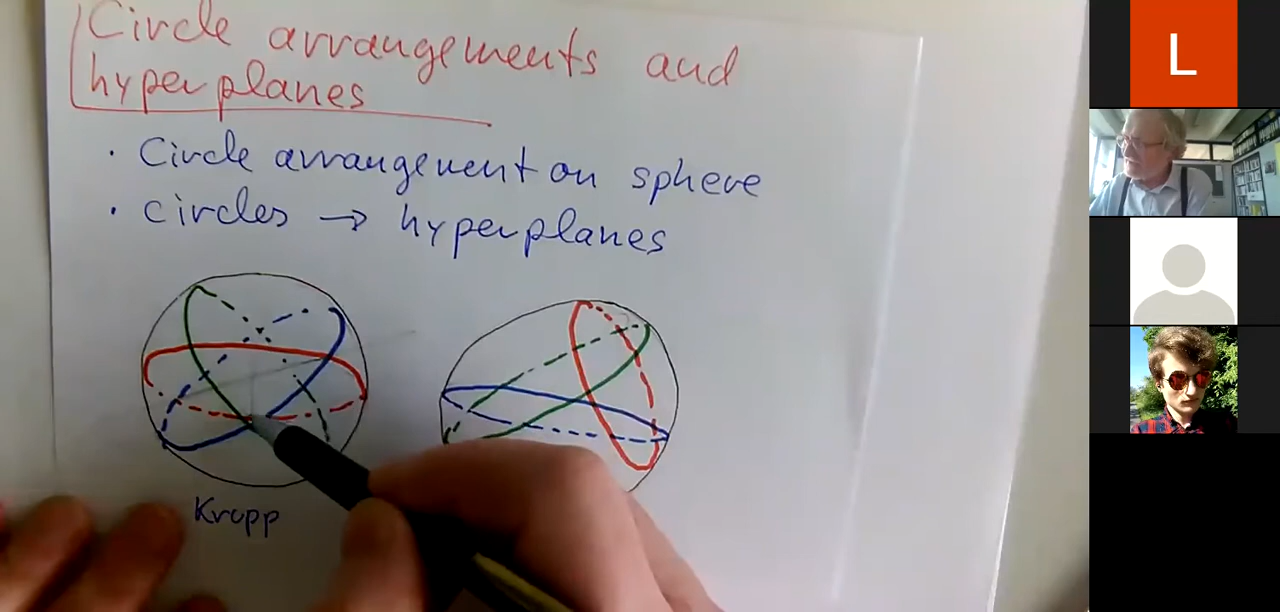 Circle arrangements and
hyperplanes
· Circle arrangement on sphere
· circles → hyperplanes
Krupp
L